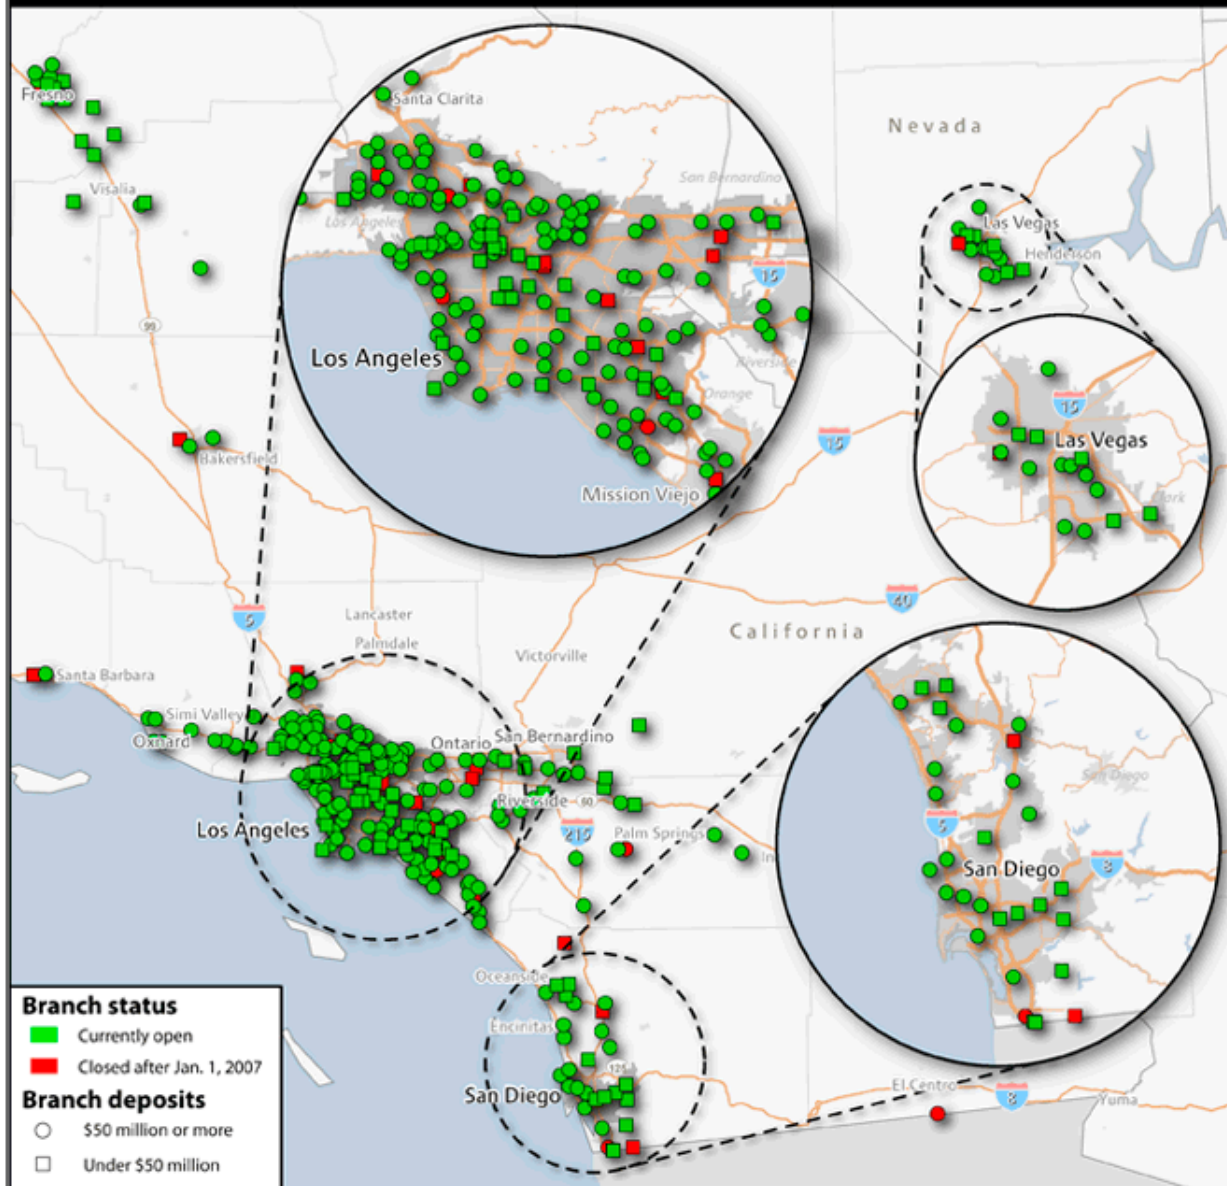 Santa Clarita
Nevada
Fresno
San Bernardino
Visalia
Los Angeles
Las Vegas
Henderson
15
99
Los Angeles
Riverside
Orange
15
15
Las Vegas
Bakersfield
Mission Viejo
Clark
40
5
Lancaster
California
Palmdale
Victorville
Santa Barbara
Simi Valley
Oxnard
Ontario
San Bernardino
San Diego
Riverside
60
Los Angeles
215
Palm Springs
In
5
San Diego
8
Oceanside
Encinitas
125
San Diego
El Centro
8
Yuma
Branch status
Currently open
Closed after Jan. 1, 2007
Branch deposits
$50 million or more
Under $50 million